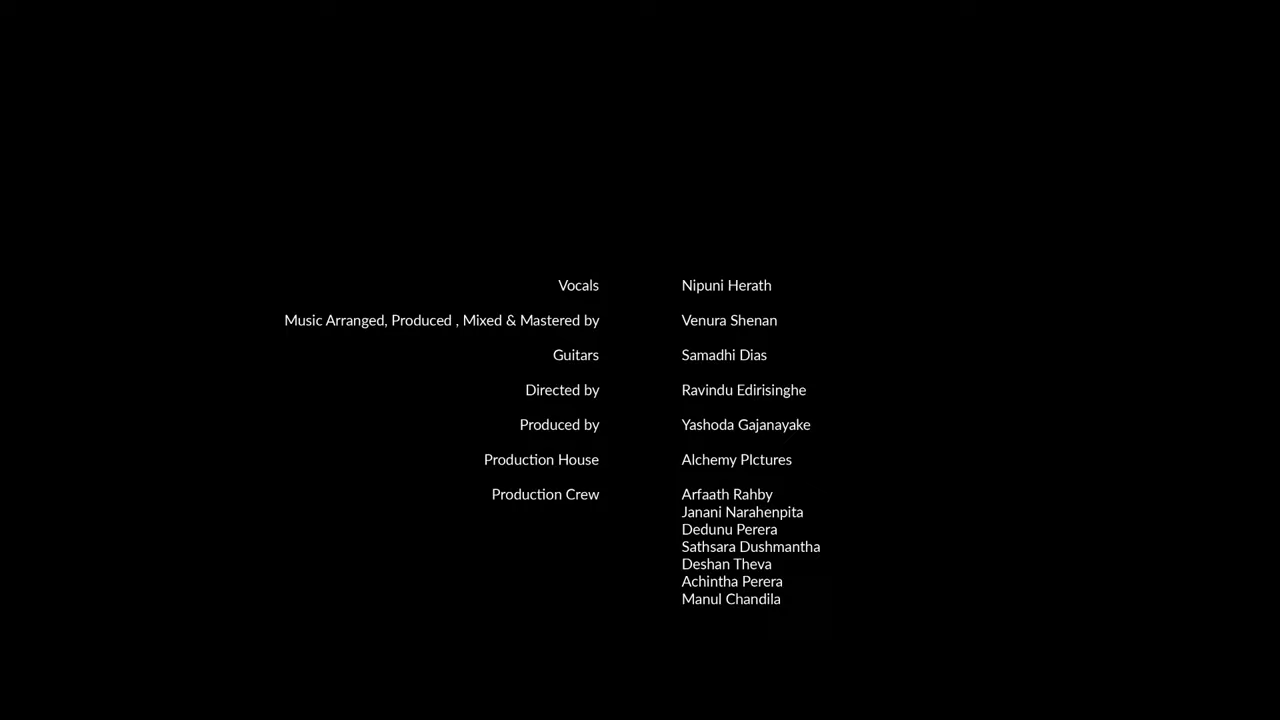 Vocals Nipuni Herath
Music Arranged, Produced , Mixed & Mastered by Venura Shenan
Guitars Samadhi Dias
Directed by Ravindu Edirisinghe
Produced by Yashoda Gajanayake
Production House Alchemy PIctures
Production Crew Arfaath Rahby
Janani Narahenpita
Dedunu Perera
Sathsara Dushmantha
Deshan Theva
Achintha Perera
Manul Chandila